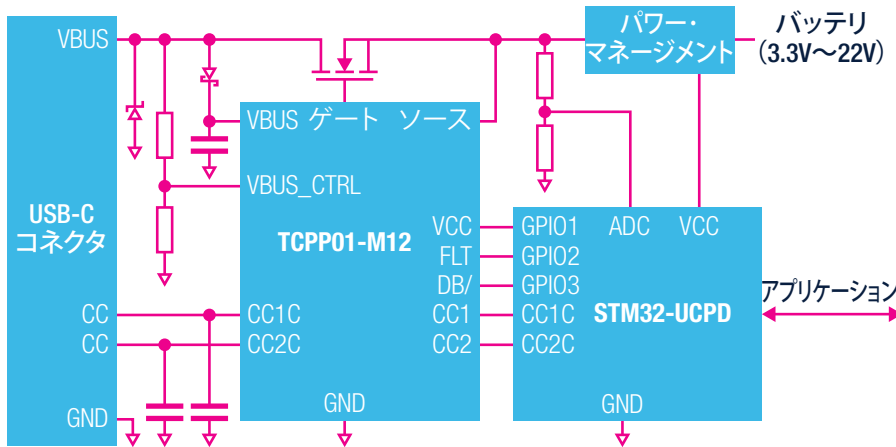 VBUS
USB-C
コネクタ
CC
CC
GND
VBUS ゲート ソース
VBUS_CTRL
TCPP01-M12
VCC
FLT
DB/
CC1C
CC1
CC2C
CC2
GND
パワー・
マネージメント
バッテリ
(3.3V～22V)
GPIO1
ADC
VCC
GPIO2
GPIO3
CC1C
STM32-UCPD
CC2C
GND
アプリケーション